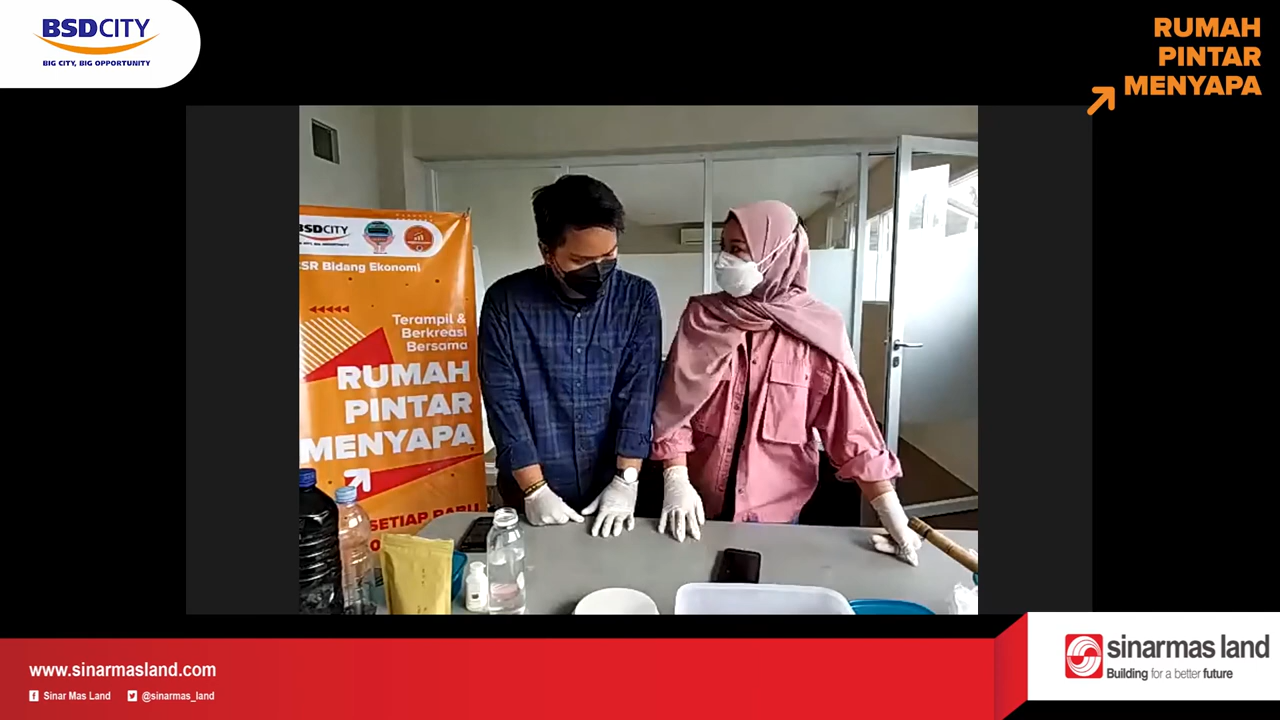 BSDCITY
BIG CITY, BIG OPPORTUNITY
RUMAH
PINTAR
MENYAPA
BSDCITY
CSR Bidang Ekonomi
Terampil &
Berkreasi
Bersama
RUMAH
PINTAR
MENYAPA
SETIAP RABU
www.sinarmasland.com
Sinar Mas Land
@sinarmas_land
sinarmas land
Building for a better future